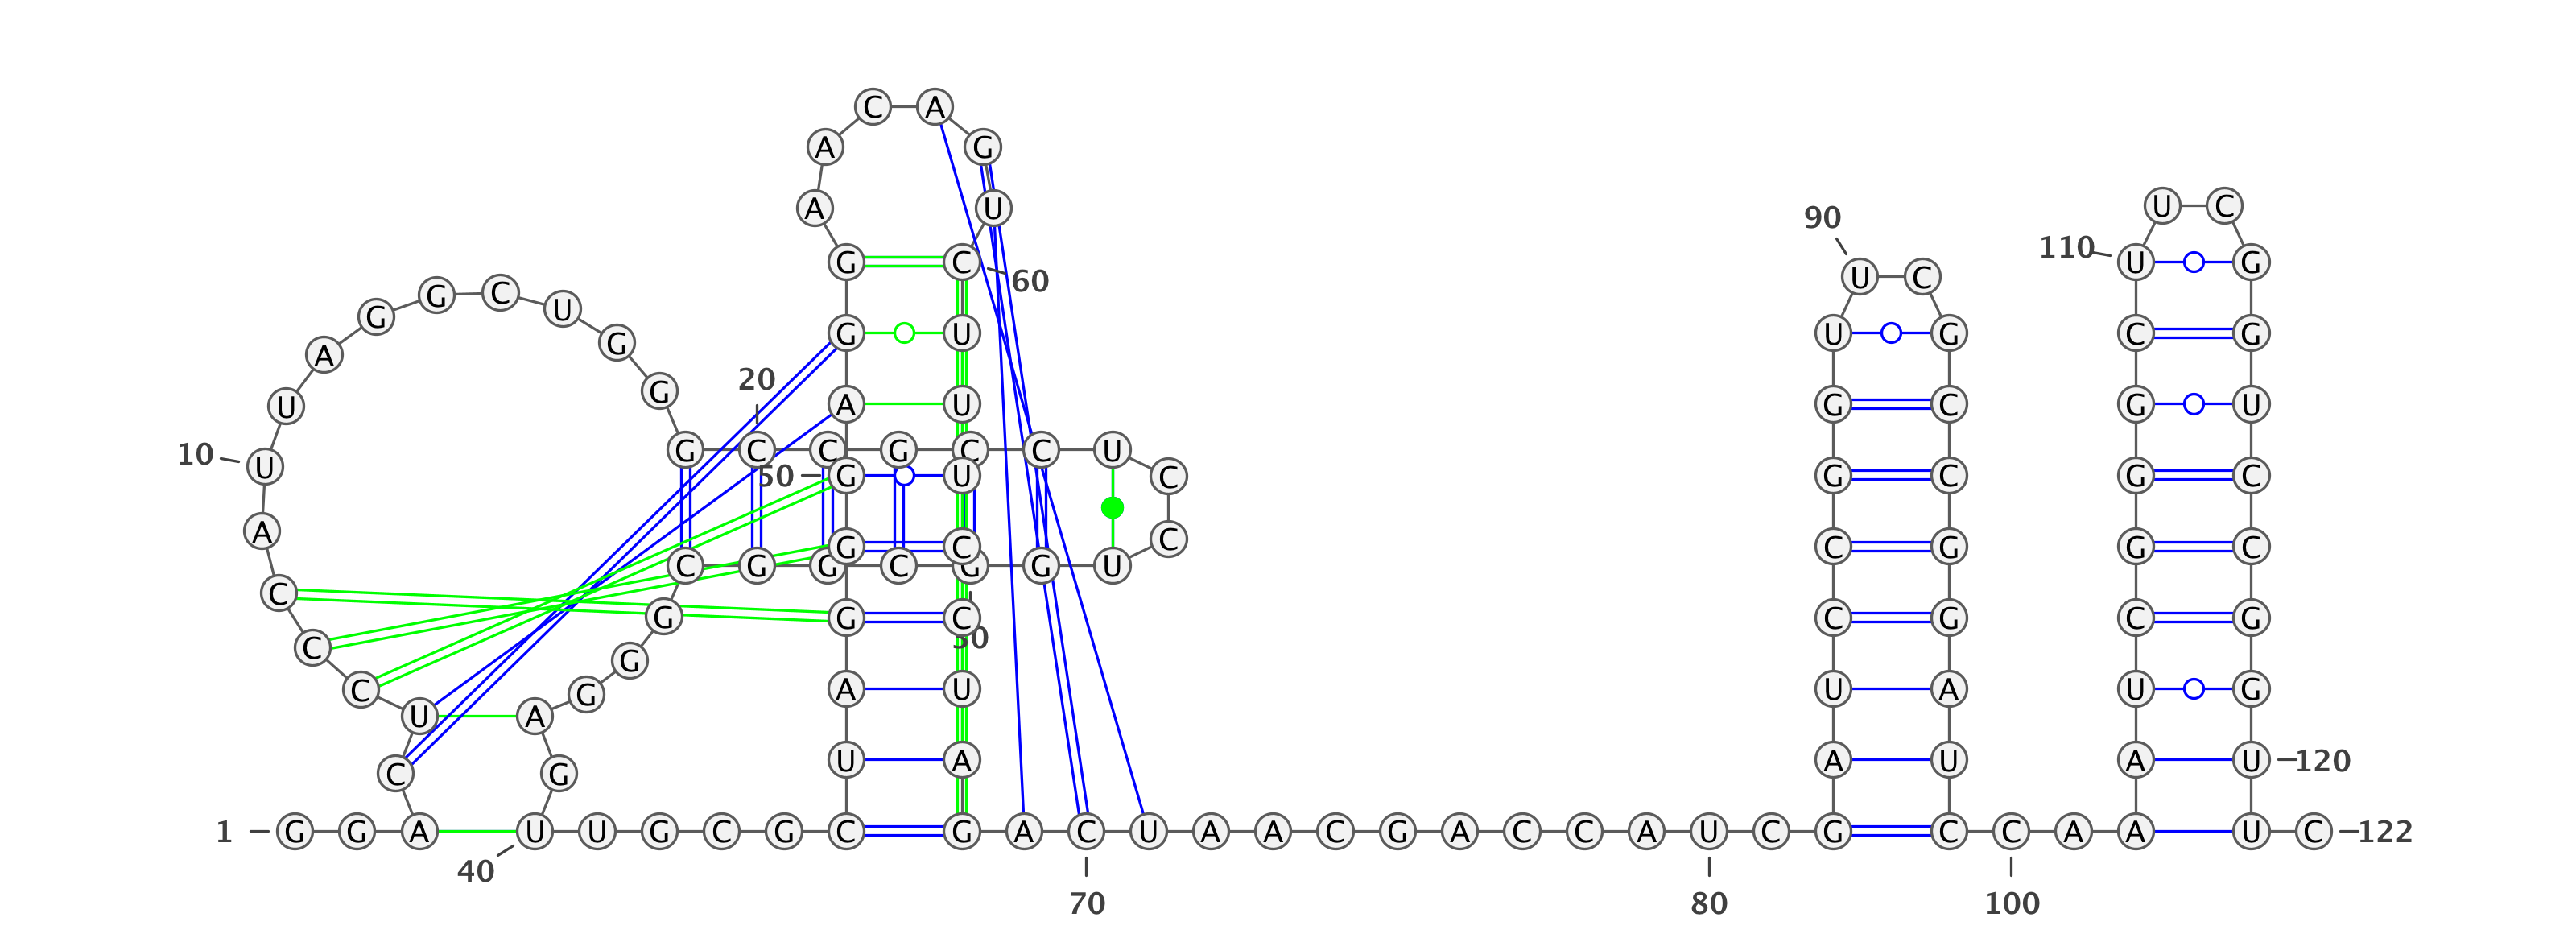 C A
A G
A U U C
90
110 G C U G
U C 60
G C U
G
G U U G C G
G
A
20
G
U A U G C G U
G C C G C C U
10 U
50 G U G C G C
C
A
C
G C C G G C
C G G C G G U
C
G G C C G C G
30
C
G
C G A U U A U G
U A
U A A U A U 120
C G
1 G G A U U G C G C G A C U A A C G A C C A U C G C C A A U C 122
40
70 80 100